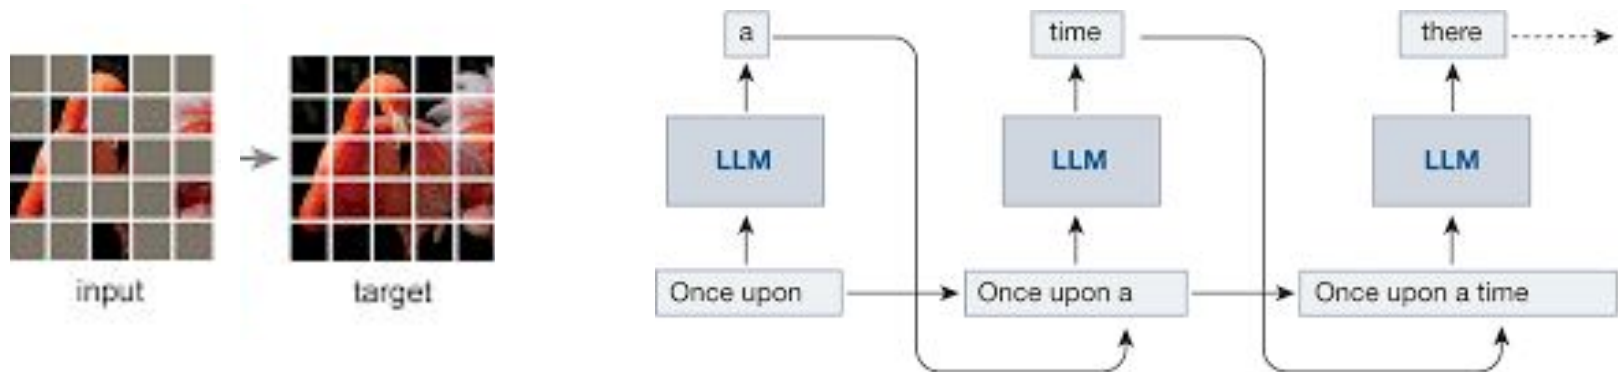 input
target
a
time
there
LLM
LLM
LLM
Once upon
Once upon a
Once upon a time